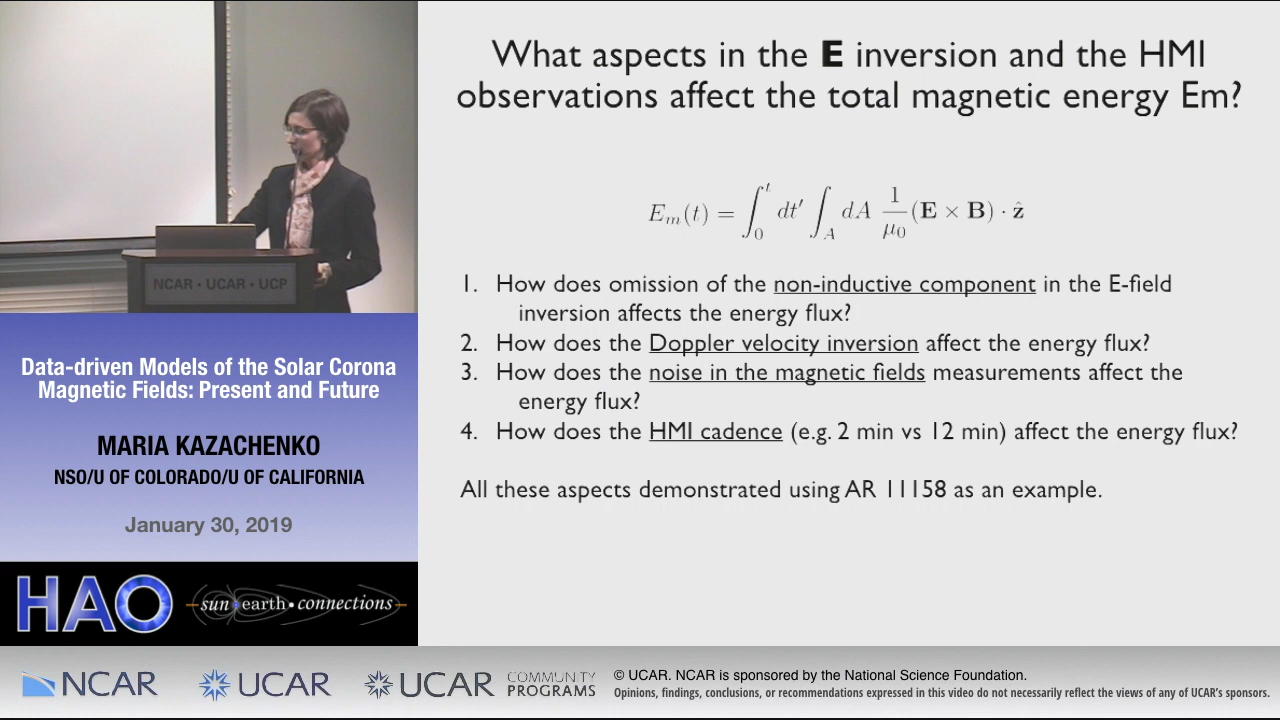 What aspects in the E inversion and the HMI
observations affect the total magnetic energy Em?
E_m(t) = ∫_0^t dt' ∫_A dA 1/μ_0 (E × B) · ẑ
1. How does omission of the non-inductive component in the E-field
inversion affects the energy flux?
2. How does the Doppler velocity inversion affect the energy flux?
3. How does the noise in the magnetic fields measurements affect the
energy flux?
4. How does the HMI cadence (e.g. 2 min vs 12 min) affect the energy flux?
All these aspects demonstrated using AR 11158 as an example.
NCAR • UCAR • UCP
Data-driven Models of the Solar Corona
Magnetic Fields: Present and Future
MARIA KAZACHENKO
NSO/U OF COLORADO/U OF CALIFORNIA
January 30, 2019
HAO
sun•earth•connections
NCAR
UCAR
UCAR
COMMUNITY
PROGRAMS
© UCAR. NCAR is sponsored by the National Science Foundation.
Opinions, findings, conclusions, or recommendations expressed in this video do not necessarily reflect the views of any of UCAR's sponsors.